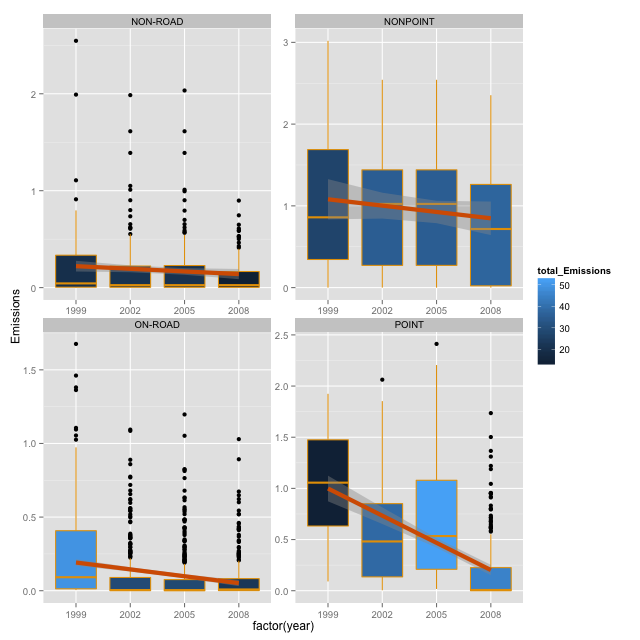 NON-ROAD NONPOINT
2 1 0
3 2 1 0
1999 2002 2005 2008 1999 2002 2005 2008
Emissions
total_Emissions
50
40
30
20
ON-ROAD POINT
1.5 1.0 0.5 0.0
2.5 2.0 1.5 1.0 0.5 0.0
1999 2002 2005 2008 1999 2002 2005 2008
factor(year)